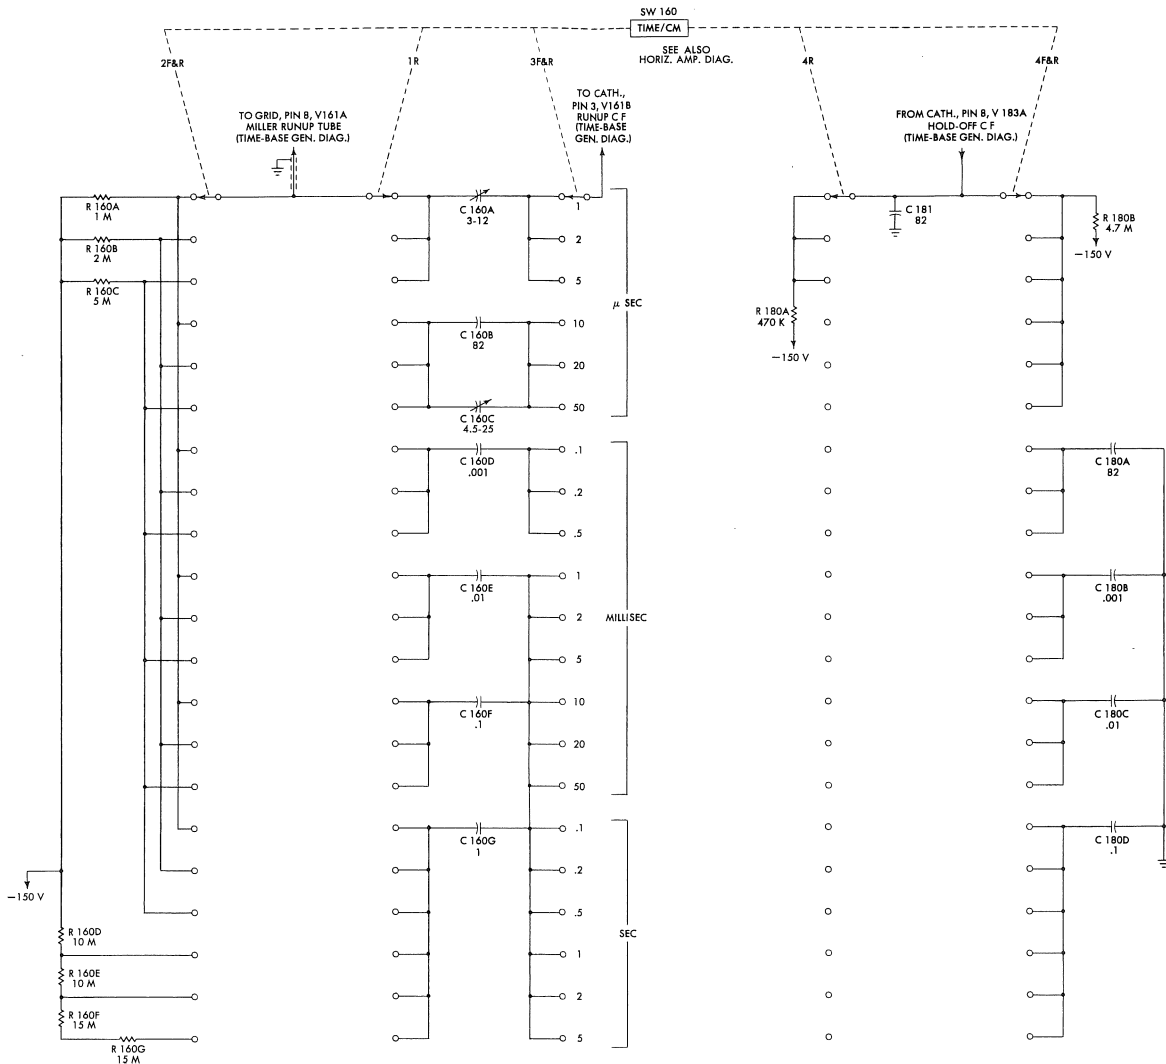 SW 160
TIME/CM
SEE ALSO
HORIZ. AMP. DIAG.
2F&R
1R
3F&R
4R
4F&R
TO GRID, PIN 8, V161A
MILLER RUNUP TUBE
(TIME-BASE GEN. DIAG.)
TO CATH.,
PIN 3, V161B
RUNUP C F
(TIME-BASE
GEN. DIAG.)
FROM CATH., PIN 8, V 183A
HOLD-OFF C F
(TIME-BASE GEN. DIAG.)
R 160A
1 M
R 160B
2 M
R 160C
5 M
C 160A
3-12
C 160B
82
C 160C
4.5-25
C 160D
.001
C 160E
.01
C 160F
.1
C 160G
1
1
2
5
10
20
50
μ SEC
.1
.2
.5
1
2
5
10
20
50
MILLISEC
.1
.2
.5
1
2
5
SEC
C 181
82
R 180A
470 K
−150 V
R 180B
4.7 M
−150 V
C 180A
82
C 180B
.001
C 180C
.01
C 180D
.1
−150 V
R 160D
10 M
R 160E
10 M
R 160F
15 M
R 160G
15 M